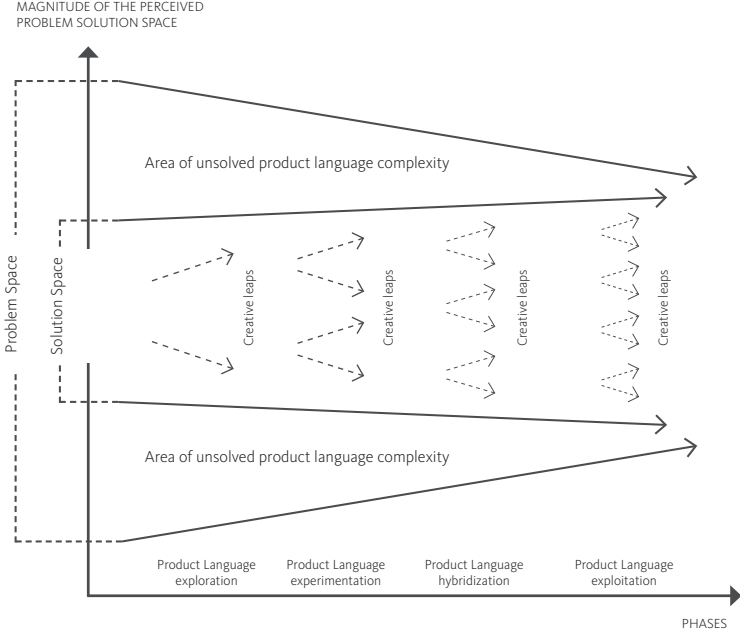 MAGNITUDE OF THE PERCEIVED
PROBLEM SOLUTION SPACE
Area of unsolved product language complexity
Problem Space
Solution Space
Creative leaps
Creative leaps
Creative leaps
Creative leaps
Area of unsolved product language complexity
Product Language
exploration
Product Language
experimentation
Product Language
hybridization
Product Language
exploitation
PHASES